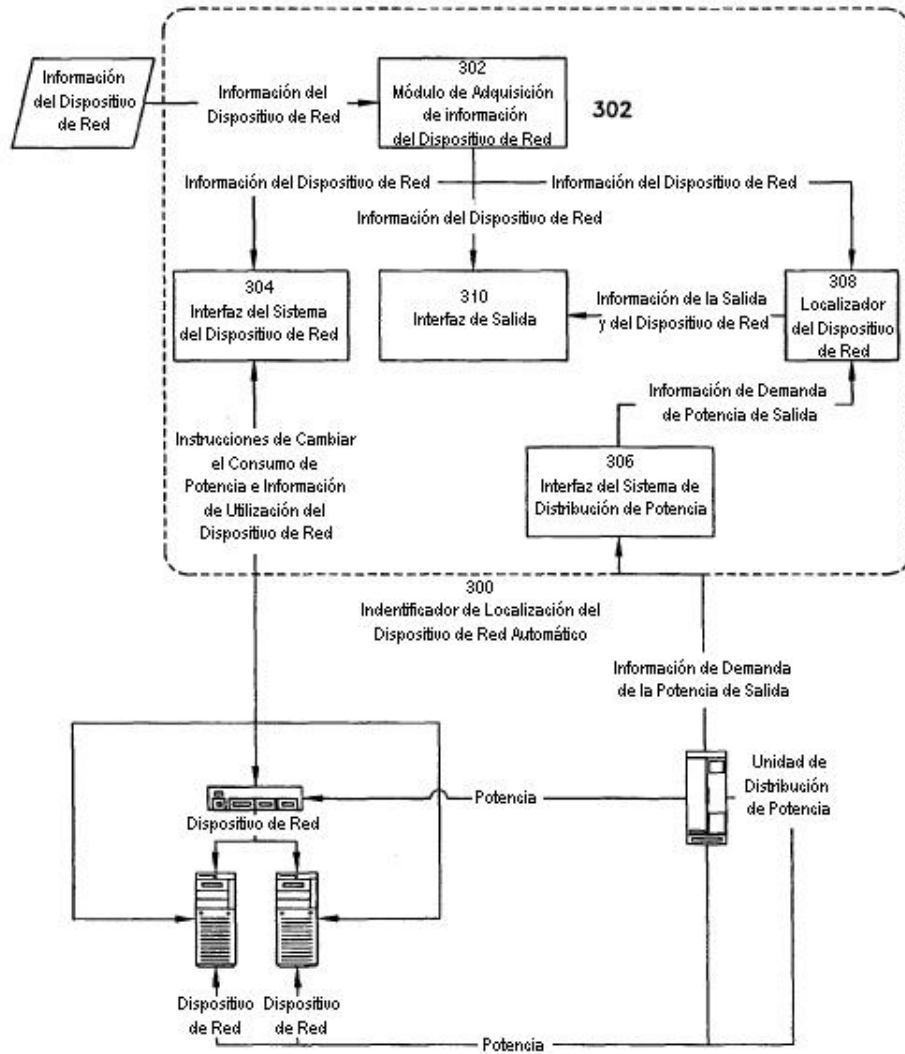 Información
del Dispositivo
de Red
Información del
Dispositivo de Red
302
Módulo de Adquisición
de información
del Dispositivo de Red
302
Información del Dispositivo de Red
Información del Dispositivo de Red
Información del Dispositivo de Red
304
Interfaz del Sistema
del Dispositivo de Red
310
Interfaz de Salida
Información de la Salida
y del Dispositivo de Red
308
Localizador
del Dispositivo
de Red
Información de Demanda
de Potencia de Salida
Instrucciones de Cambiar
el Consumo de
Potencia e Información
de Utilización del
Dispositivo de Red
306
Interfaz del Sistema de
Distribución de Potencia
300
Indentificador de Localización del
Dispositivo de Red Automático
Información de Demanda
de la Potencia de Salida
Unidad de
Distribución
de Potencia
Potencia
Dispositivo de Red
Dispositivo
de Red
Dispositivo
de Red
Potencia